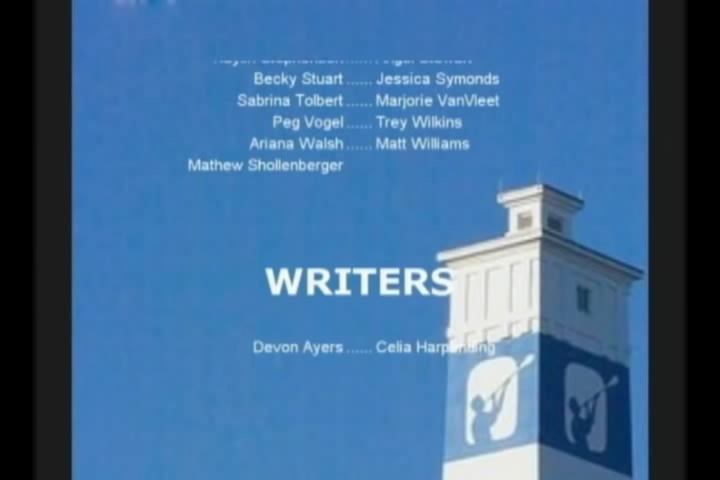 Becky Stuart ...... Jessica Symonds
Sabrina Tolbert ...... Marjorie VanVleet
Peg Vogel ...... Trey Wilkins
Ariana Walsh ...... Matt Williams
Mathew Shollenberger
WRITERS
Devon Ayers ...... Celia Harpending